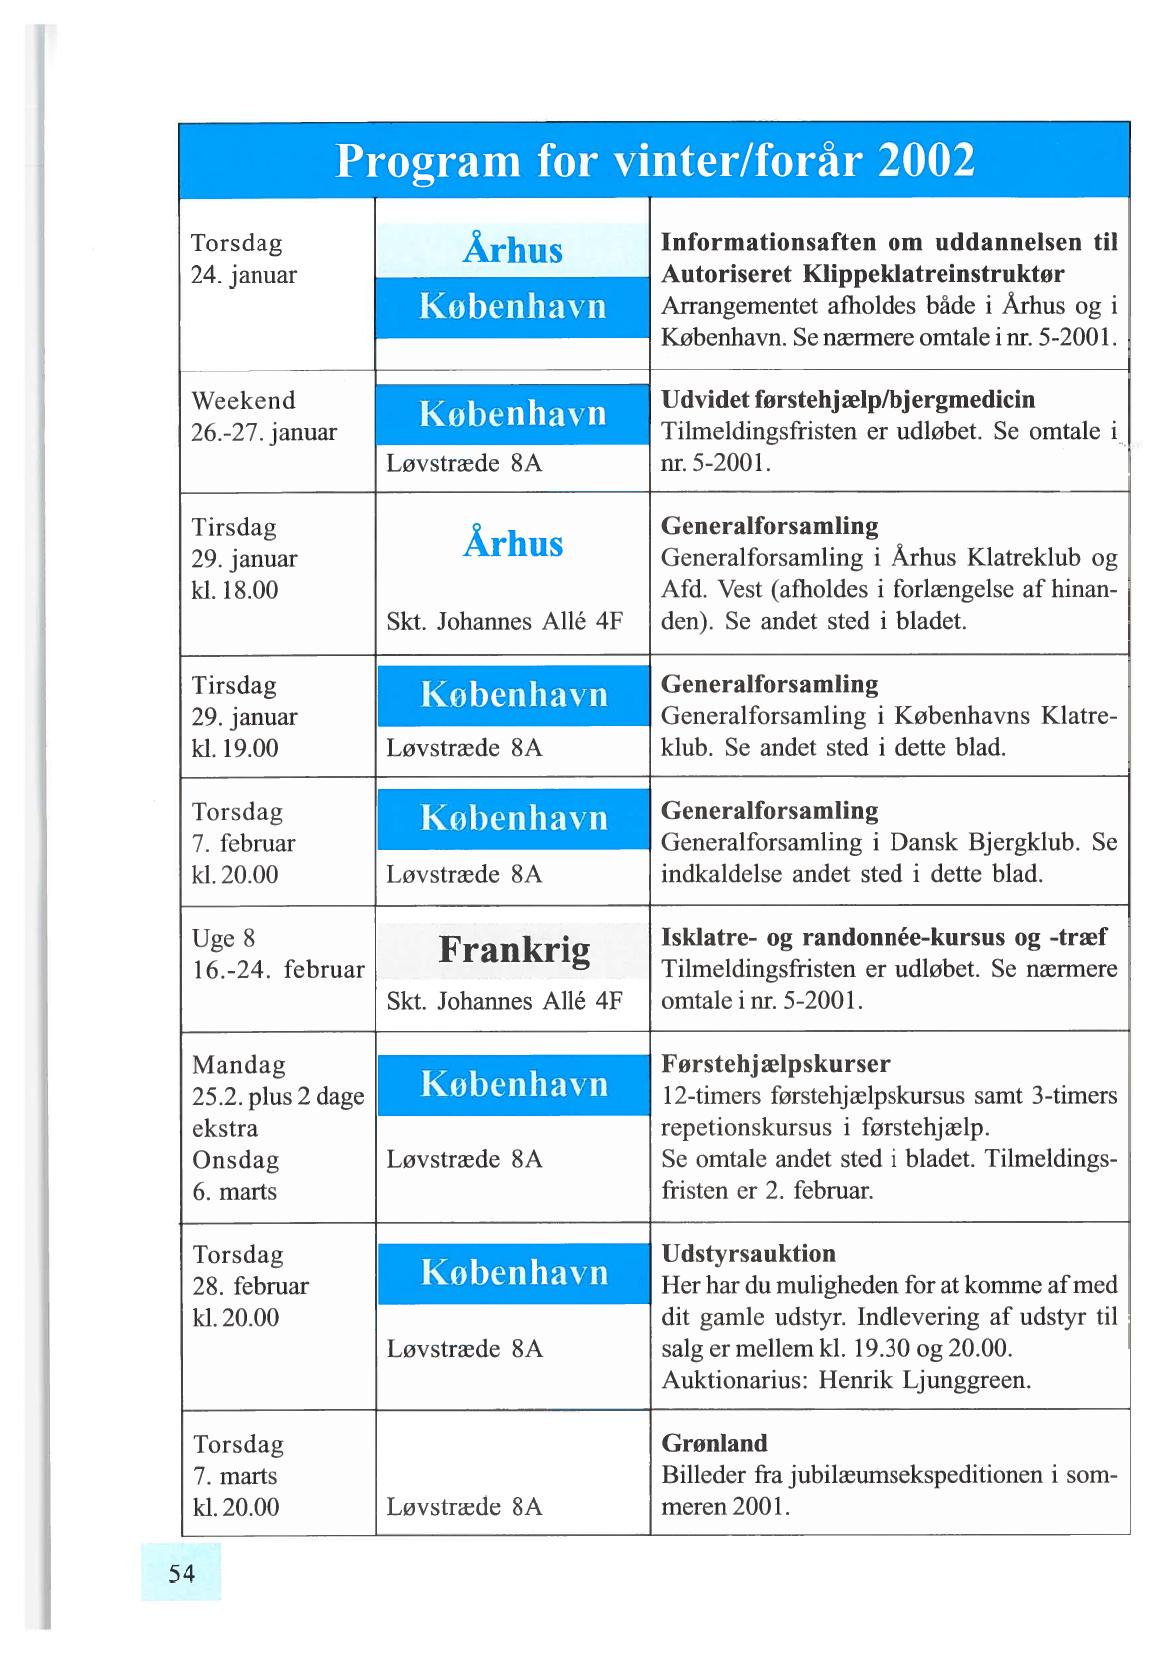 Program for vinter/forår 2002
Torsdag
24. januar
Århus
København
Informationsaften om uddannelsen til
Autoriseret Klippeklatreinstruktør
Arrangementet afholdes både i Århus og i
København. Se nærmere omtale i nr. 5-2001.
Weekend
26.-27. januar
København
Løvstræde 8A
Udvidet førstehjælp/bjergmedicin
Tilmeldingsfristen er udløbet. Se omtale i
nr. 5-2001.
Tirsdag
29. januar
kl. 18.00
Århus
Skt. Johannes Allé 4F
Generalforsamling
Generalforsamling i Århus Klatreklub og
Afd. Vest (afholdes i forlængelse af hinan-
den). Se andet sted i bladet.
Tirsdag
29. januar
kl. 19.00
København
Løvstræde 8A
Generalforsamling
Generalforsamling i Københavns Klatre-
klub. Se andet sted i dette blad.
Torsdag
7. februar
kl. 20.00
København
Løvstræde 8A
Generalforsamling
Generalforsamling i Dansk Bjergklub. Se
indkaldelse andet sted i dette blad.
Uge 8
16.-24. februar
Frankrig
Skt. Johannes Allé 4F
Isklatre- og randonnée-kursus og -træf
Tilmeldingsfristen er udløbet. Se nærmere
omtale i nr. 5-2001.
Mandag
25.2. plus 2 dage
ekstra
Onsdag
6. marts
København
Løvstræde 8A
Førstehjælpskurser
12-timers førstehjælpskursus samt 3-timers
repetionskursus i førstehjælp.
Se omtale andet sted i bladet. Tilmeldings-
fristen er 2. februar.
Torsdag
28. februar
kl. 20.00
København
Løvstræde 8A
Udstyrsauktion
Her har du muligheden for at komme af med
dit gamle udstyr. Indlevering af udstyr til
salg er mellem kl. 19.30 og 20.00.
Auktionarius: Henrik Ljunggreen.
Torsdag
7. marts
kl. 20.00
Løvstræde 8A
Grønland
Billeder fra jubilæumsekspeditionen i som-
meren 2001.
54